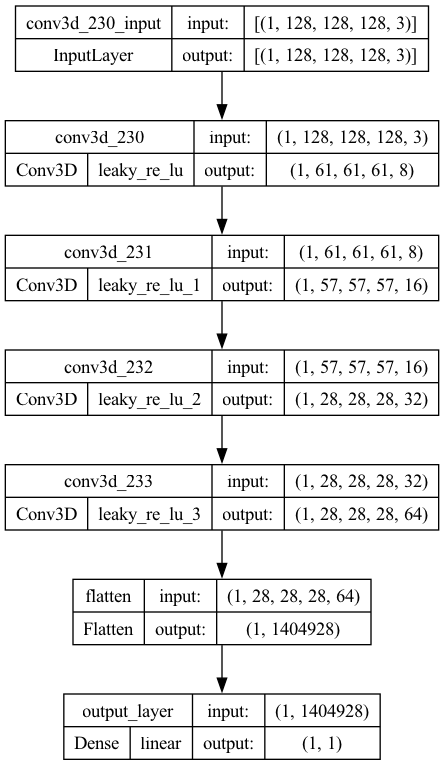 conv3d_230_input input: [(1, 128, 128, 128, 3)]
InputLayer output: [(1, 128, 128, 128, 3)]
conv3d_230 input: (1, 128, 128, 128, 3)
Conv3D leaky_re_lu output: (1, 61, 61, 61, 8)
conv3d_231 input: (1, 61, 61, 61, 8)
Conv3D leaky_re_lu_1 output: (1, 57, 57, 57, 16)
conv3d_232 input: (1, 57, 57, 57, 16)
Conv3D leaky_re_lu_2 output: (1, 28, 28, 28, 32)
conv3d_233 input: (1, 28, 28, 28, 32)
Conv3D leaky_re_lu_3 output: (1, 28, 28, 28, 64)
flatten input: (1, 28, 28, 28, 64)
Flatten output: (1, 1404928)
output_layer input: (1, 1404928)
Dense linear output: (1, 1)